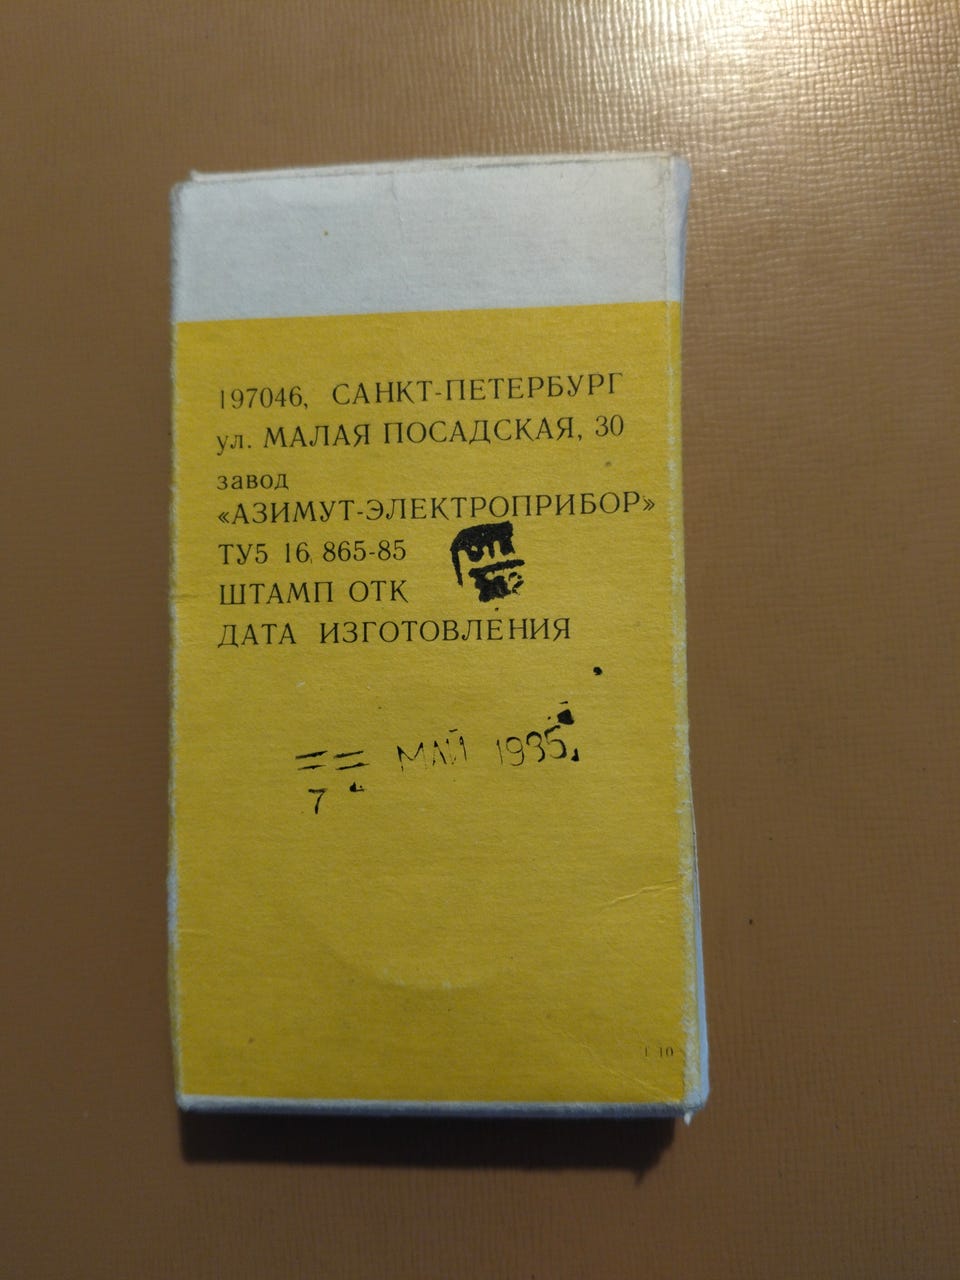 197046, САНКТ-ПЕТЕРБУРГ
ул. МАЛАЯ ПОСАДСКАЯ, 30
завод
«АЗИМУТ-ЭЛЕКТРОПРИБОР»
ТУ5 16. 865-85
ШТАМП ОТК
ДАТА ИЗГОТОВЛЕНИЯ
== МАЙ 1995
7